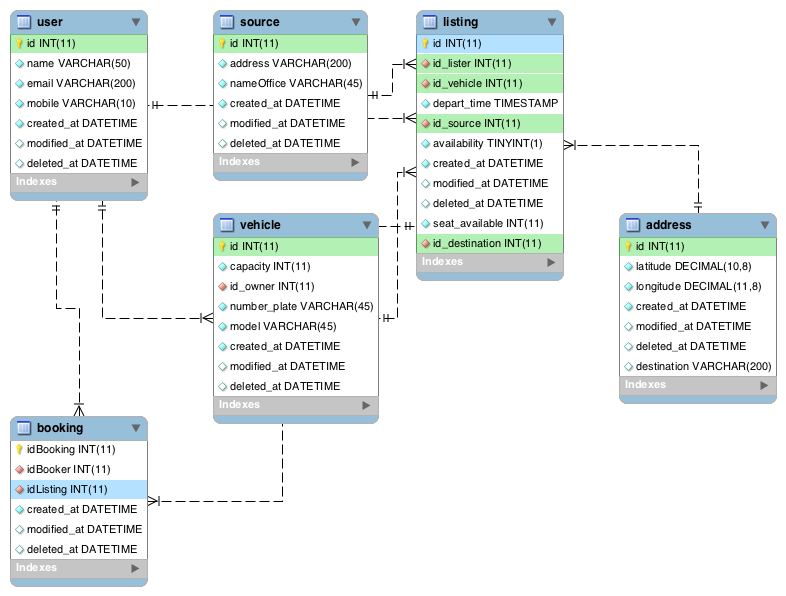 user
id INT(11)
name VARCHAR(50)
email VARCHAR(200)
mobile VARCHAR(10)
created_at DATETIME
modified_at DATETIME
deleted_at DATETIME
Indexes
source
id INT(11)
address VARCHAR(200)
nameOffice VARCHAR(45)
created_at DATETIME
modified_at DATETIME
deleted_at DATETIME
Indexes
listing
id INT(11)
id_lister INT(11)
id_vehicle INT(11)
depart_time TIMESTAMP
id_source INT(11)
availability TINYINT(1)
created_at DATETIME
modified_at DATETIME
deleted_at DATETIME
seat_available INT(11)
id_destination INT(11)
Indexes
vehicle
id INT(11)
capacity INT(11)
id_owner INT(11)
number_plate VARCHAR(45)
model VARCHAR(45)
created_at DATETIME
modified_at DATETIME
deleted_at DATETIME
Indexes
address
id INT(11)
latitude DECIMAL(10,8)
longitude DECIMAL(11,8)
created_at DATETIME
modified_at DATETIME
deleted_at DATETIME
destination VARCHAR(200)
Indexes
booking
idBooking INT(11)
idBooker INT(11)
idListing INT(11)
created_at DATETIME
modified_at DATETIME
deleted_at DATETIME
Indexes